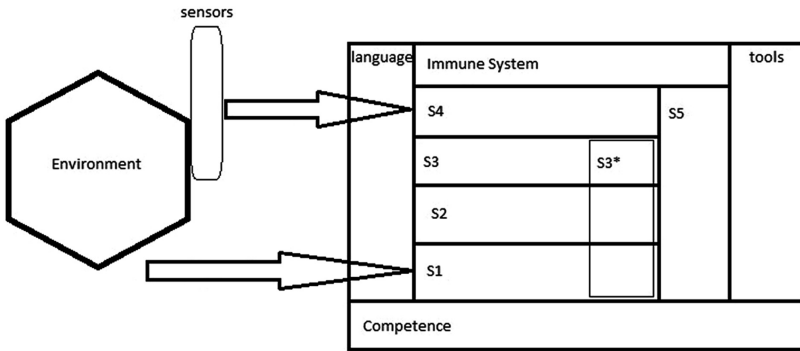 sensors
language
Immune System
tools
S4
S5
Environment
S3
S3*
S2
S1
Competence